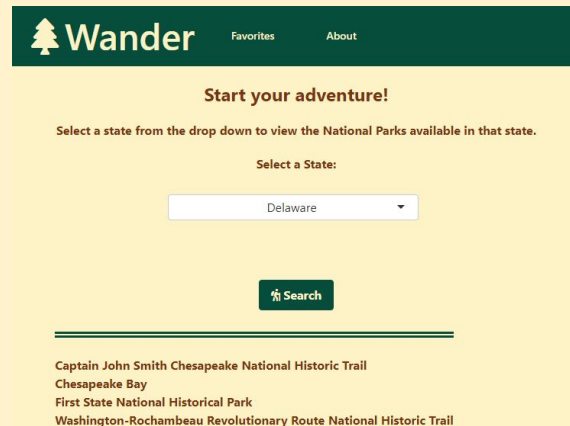 Wander Favorites About
Start your adventure!
Select a state from the drop down to view the National Parks available in that state.
Select a State:
Delaware
Search
Captain John Smith Chesapeake National Historic Trail
Chesapeake Bay
First State National Historical Park
Washington-Rochambeau Revolutionary Route National Historic Trail